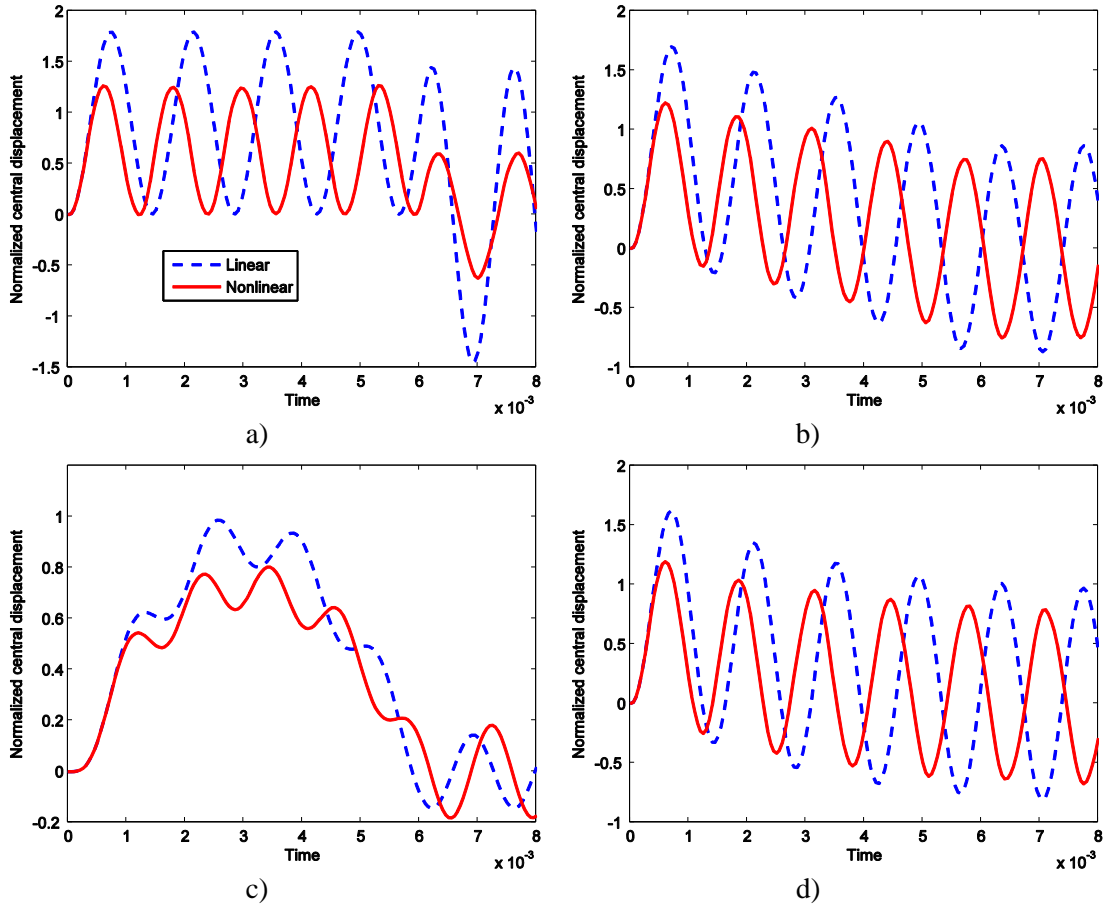 2
1.5
1
0.5
0
-0.5
-1
-1.5
Normalized central displacement
Linear
Nonlinear
0 1 2 3 4 5 6 7 8
Time
x 10⁻³
a)
2
1.5
1
0.5
0
-0.5
-1
Normalized central displacement
0 1 2 3 4 5 6 7 8
Time
x 10⁻³
b)
1
0.8
0.6
0.4
0.2
0
-0.2
Normalized central displacement
0 1 2 3 4 5 6 7 8
Time
x 10⁻³
c)
2
1.5
1
0.5
0
-0.5
-1
Normalized central displacement
0 1 2 3 4 5 6 7 8
Time
x 10⁻³
d)